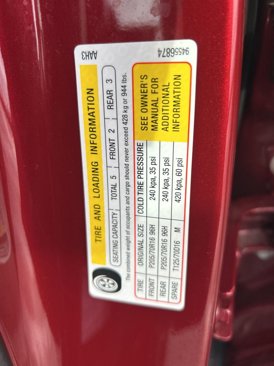 AAH3
94556874
TIRE AND LOADING INFORMATION
SEATING CAPACITY TOTAL 5 FRONT 2 REAR 3
The combined weight of occupants and cargo should never exceed 428 kg or 944 lbs.
TIRE ORIGINAL SIZE COLD TIRE PRESSURE
FRONT P205/70R16 96H 240 kpa, 35 psi
REAR P205/70R16 96H 240 kpa, 35 psi
SPARE T125/70D16 M 420 kpa, 60 psi
SEE OWNER'S
MANUAL FOR
ADDITIONAL
INFORMATION